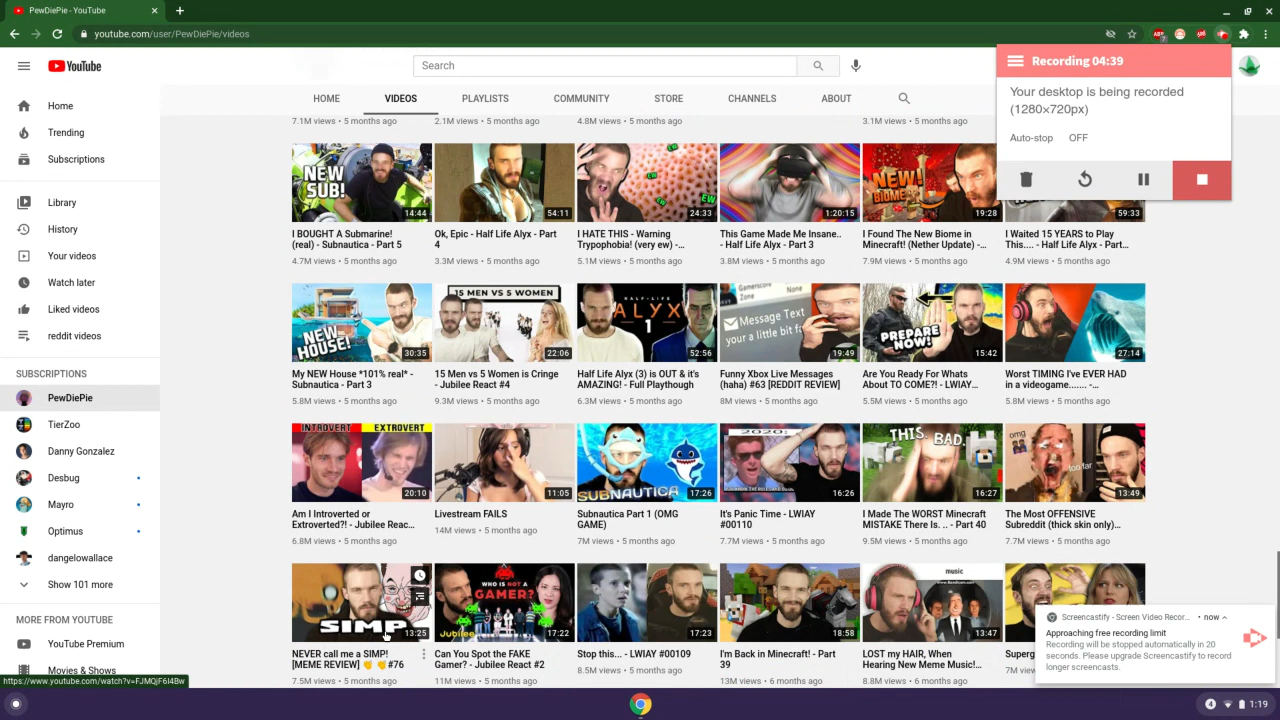 PewDiePie - YouTube
youtube.com/user/PewDiePie/videos
YouTube
Search
Recording 04:39
Your desktop is being recorded
(1280×720px)
Auto-stop OFF
HOME VIDEOS PLAYLISTS COMMUNITY STORE CHANNELS ABOUT
Home
Trending
Subscriptions
Library
History
Your videos
Watch later
Liked videos
reddit videos
SUBSCRIPTIONS
PewDiePie
TierZoo
Danny Gonzalez
Desbug
Mayro
Optimus
dangelowallace
Show 101 more
MORE FROM YOUTUBE
YouTube Premium
Movies & Shows
https://www.youtube.com/watch?v=FJMQjF6I4Bw
7.1M views • 5 months ago
2.1M views • 5 months ago
4.8M views • 5 months ago
3.1M views • 5 months ago
NEW
SUB!
14:44
54:11
EW
EW
24:33
1:20:15
NEW!
BIOME
19:28
59:33
I BOUGHT A Submarine!
(real) - Subnautica - Part 5
4.7M views • 5 months ago
Ok, Epic - Half Life Alyx - Part
4
3.3M views • 5 months ago
I HATE THIS - Warning
Trypophobia! (very ew) -...
5.1M views • 5 months ago
This Game Made Me Insane..
- Half Life Alyx - Part 3
3.8M views • 5 months ago
I Found The New Biome in
Minecraft! (Nether Update) -...
7.9M views • 5 months ago
I Waited 15 YEARS to Play
This.... - Half Life Alyx - Part...
4.9M views • 5 months ago
NEW
HOUSE!
30:35
15 MEN VS 5 WOMEN
22:06
HALF-LIFE
ALYX
1
52:56
Gamerscore
Zone
Message Text
your a little bit f
19:49
PREPARE
NOW!
15:42
27:14
My NEW House *101% real* -
Subnautica - Part 3
5.8M views • 5 months ago
15 Men vs 5 Women is Cringe
- Jubilee React #4
9.3M views • 5 months ago
Half Life Alyx (3) is OUT & it's
AMAZING! - Full Playthough
6.3M views • 5 months ago
Funny Xbox Live Messages
(haha) #63 [REDDIT REVIEW]
8M views • 5 months ago
Are You Ready For Whats
About TO COME?! - LWIAY...
5.5M views • 5 months ago
Worst TIMING I'VE EVER HAD
in a videogame....... -...
5.8M views • 5 months ago
INTROVERT EXTROVERT
20:10
11:05
SUBNAUTICA
17:26
2020:
16:26
THIS. BAD.
16:27
omg
too far
13:49
Am I Introverted or
Extroverted?! - Jubilee Reac...
6.8M views • 5 months ago
Livestream FAILS
14M views • 5 months ago
Subnautica Part 1 (OMG
GAME)
7M views • 5 months ago
It's Panic Time - LWIAY
#00110
7.7M views • 5 months ago
I Made The WORST Minecraft
MISTAKE There Is. .. - Part 40
9.5M views • 5 months ago
The Most OFFENSIVE
Subreddit (thick skin only)...
7.7M views • 5 months ago
SIMP
13:25
WHO IS NOT A
GAMER?
Jubilee
17:22
17:23
18:58
music
13:47
NEVER call me a SIMP!
[MEME REVIEW] 👏 👏#76
7.5M views • 5 months ago
Can You Spot the FAKE
Gamer? - Jubilee React #2
11M views • 5 months ago
Stop this... - LWIAY #00109
8.5M views • 5 months ago
I'm Back in Minecraft! - Part
39
13M views • 6 months ago
LOST my HAIR, When
Hearing New Meme Music!...
8.8M views • 6 months ago
Superg
7M view
Screencastify - Screen Video Recor... • now
Approaching free recording limit
Recording will be stopped automatically in 20
seconds. Please upgrade Screencastify to record
longer screencasts.
4
1:19